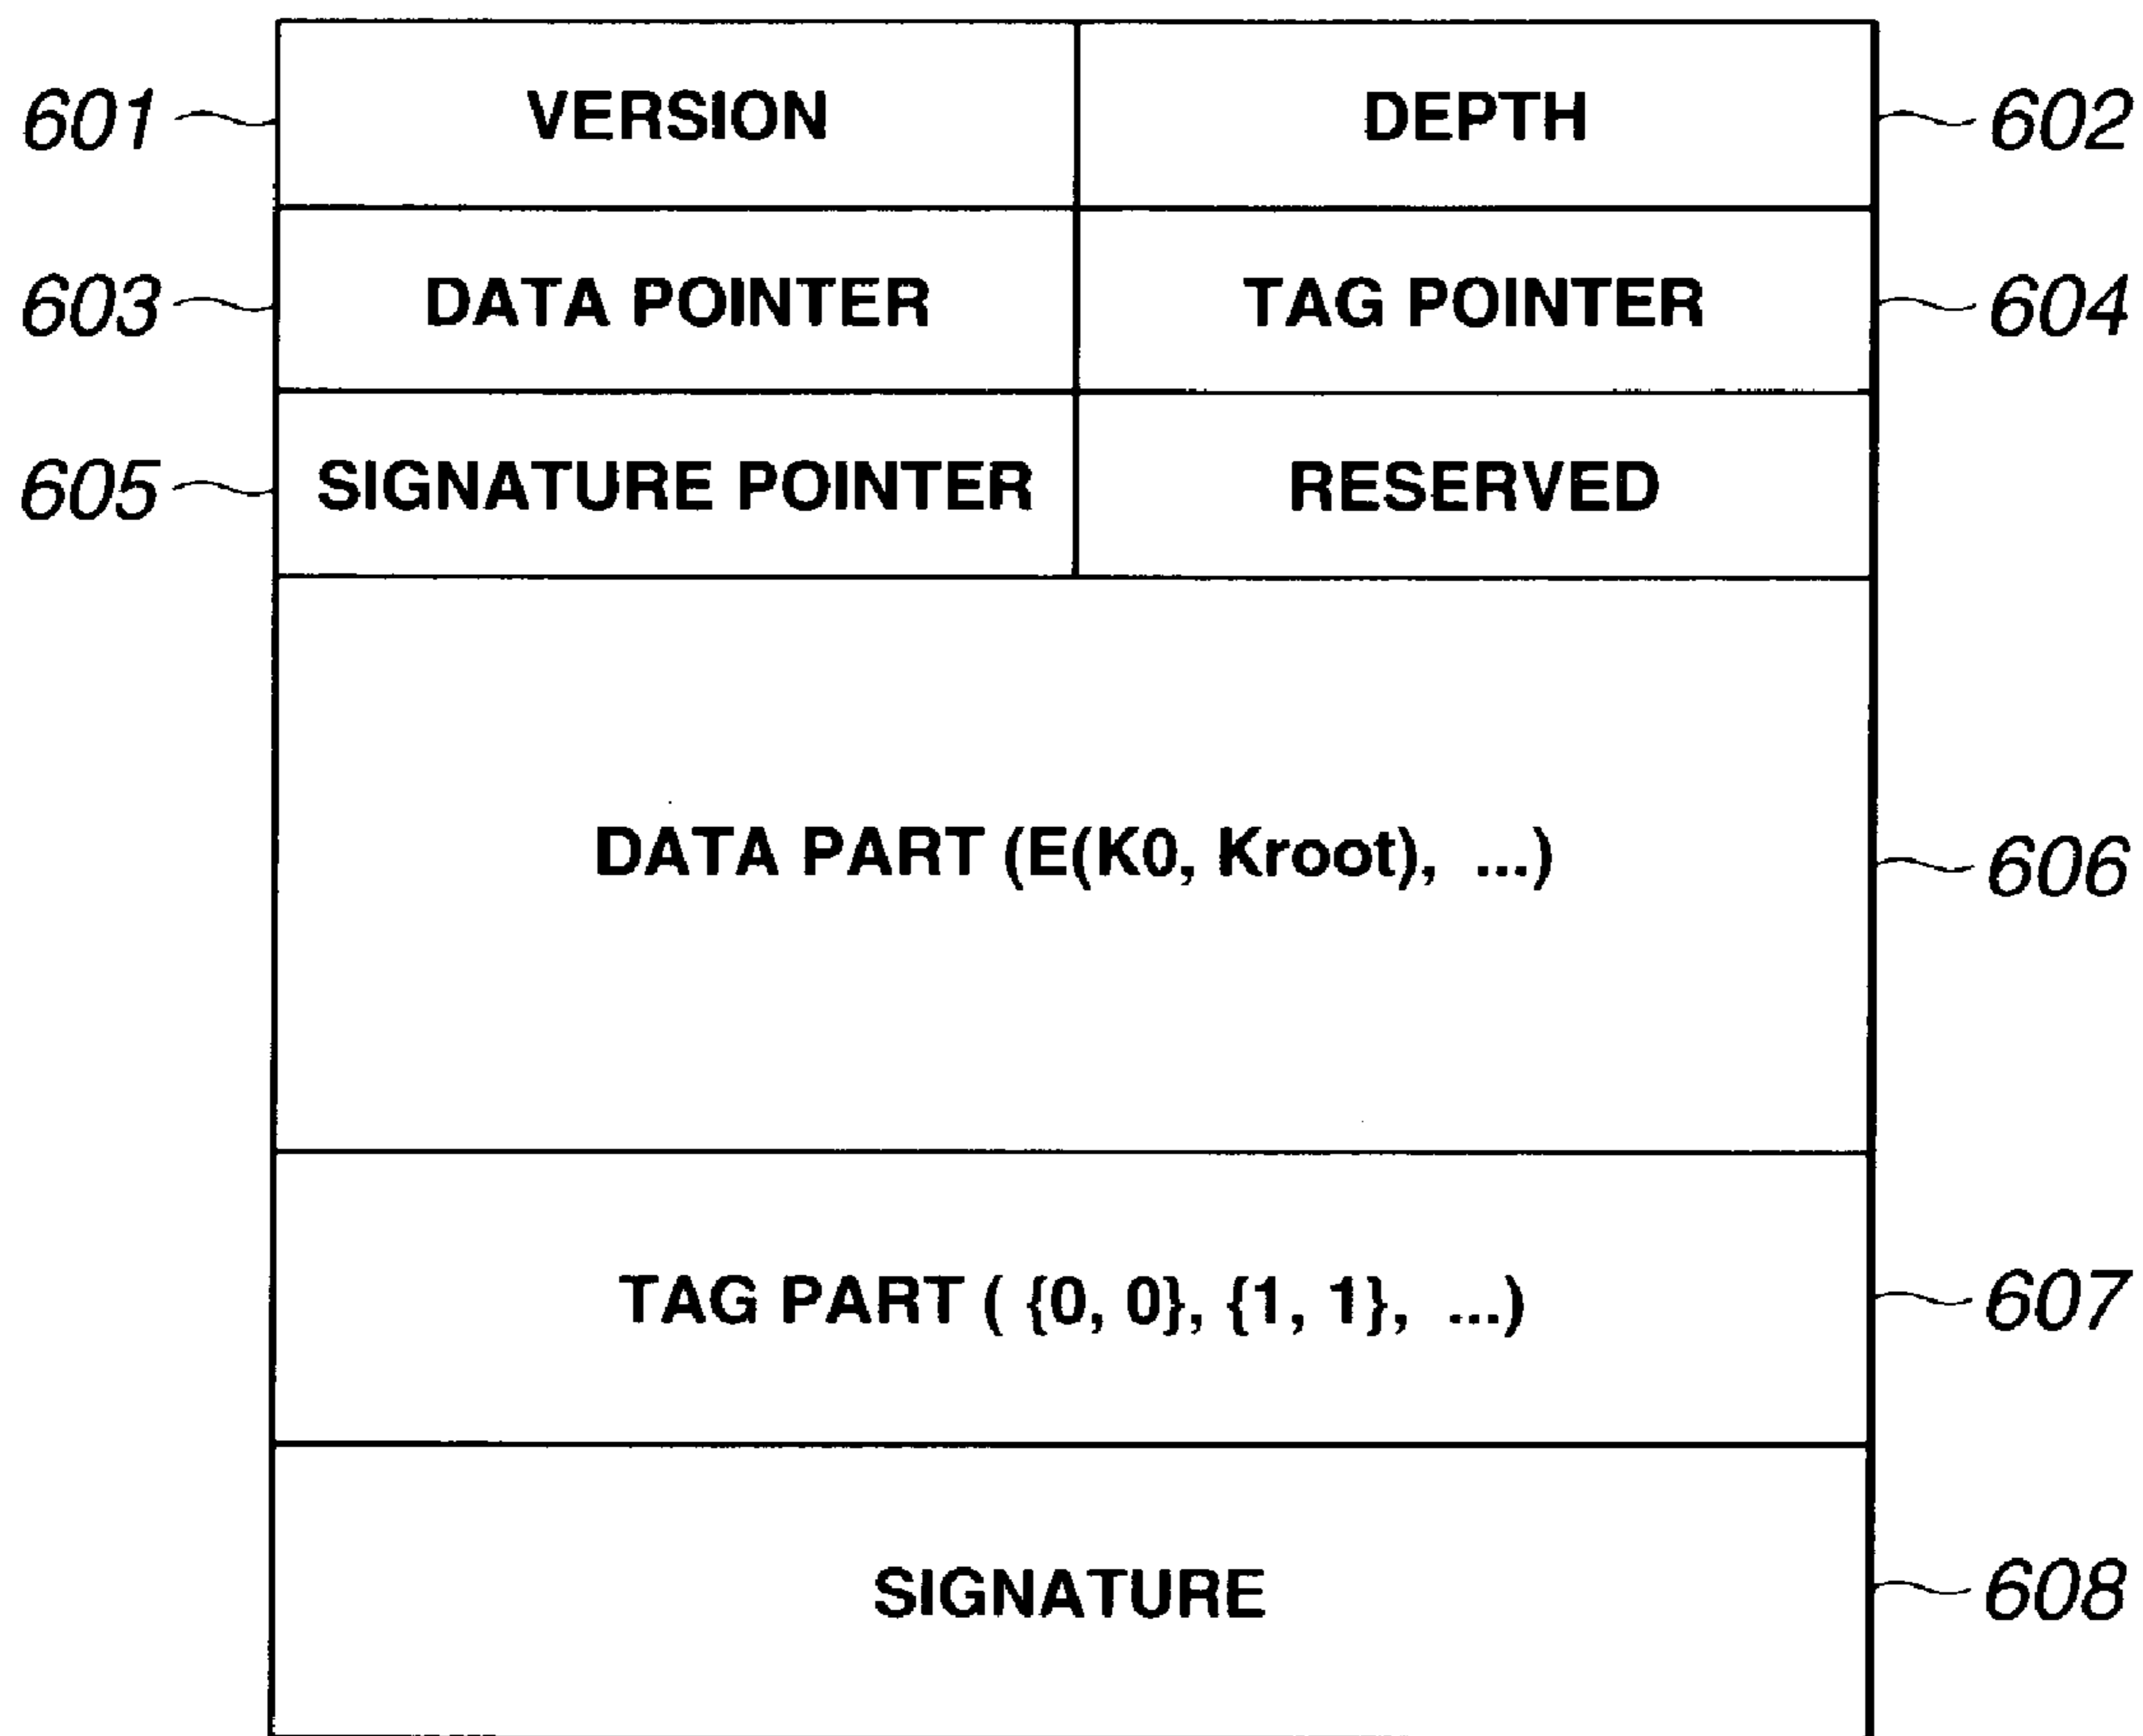 601 VERSION DEPTH 602
603 DATA POINTER TAG POINTER 604
605 SIGNATURE POINTER RESERVED
DATA PART (E(K0, Kroot), ...) 606
TAG PART ( {0, 0}, {1, 1}, ...) 607
SIGNATURE 608